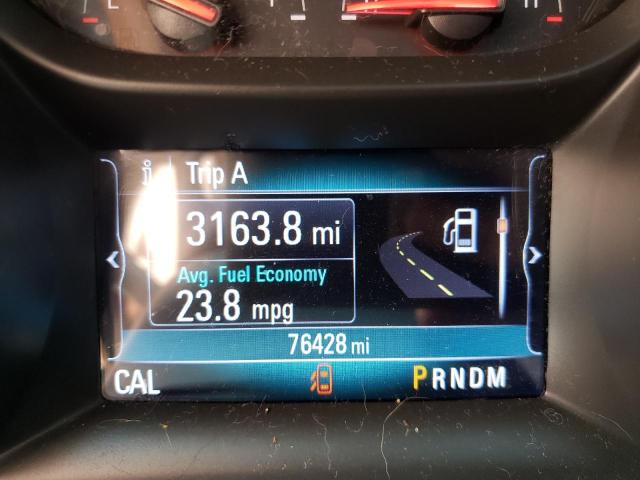 E H
Trip A
3163.8 mi
Avg. Fuel Economy
23.8 mpg
76428 mi
CAL PRNDM